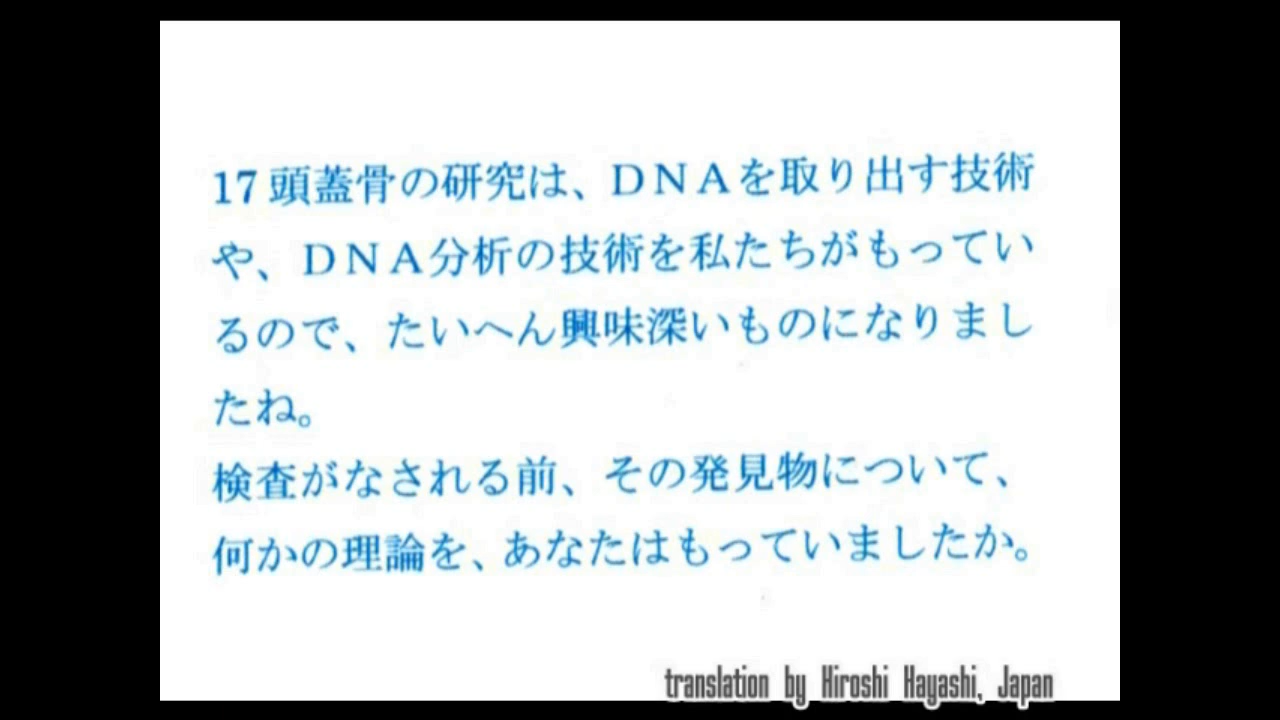 17頭蓋骨の研究は、DNAを取り出す技術
や、DNA分析の技術を私たちがもってい
るので、たいへん興味深いものになりまし
たね。
検査がなされる前、その発見物について、
何かの理論を、あなたはもっていましたか。
translation by Hiroshi Hayashi, Japan